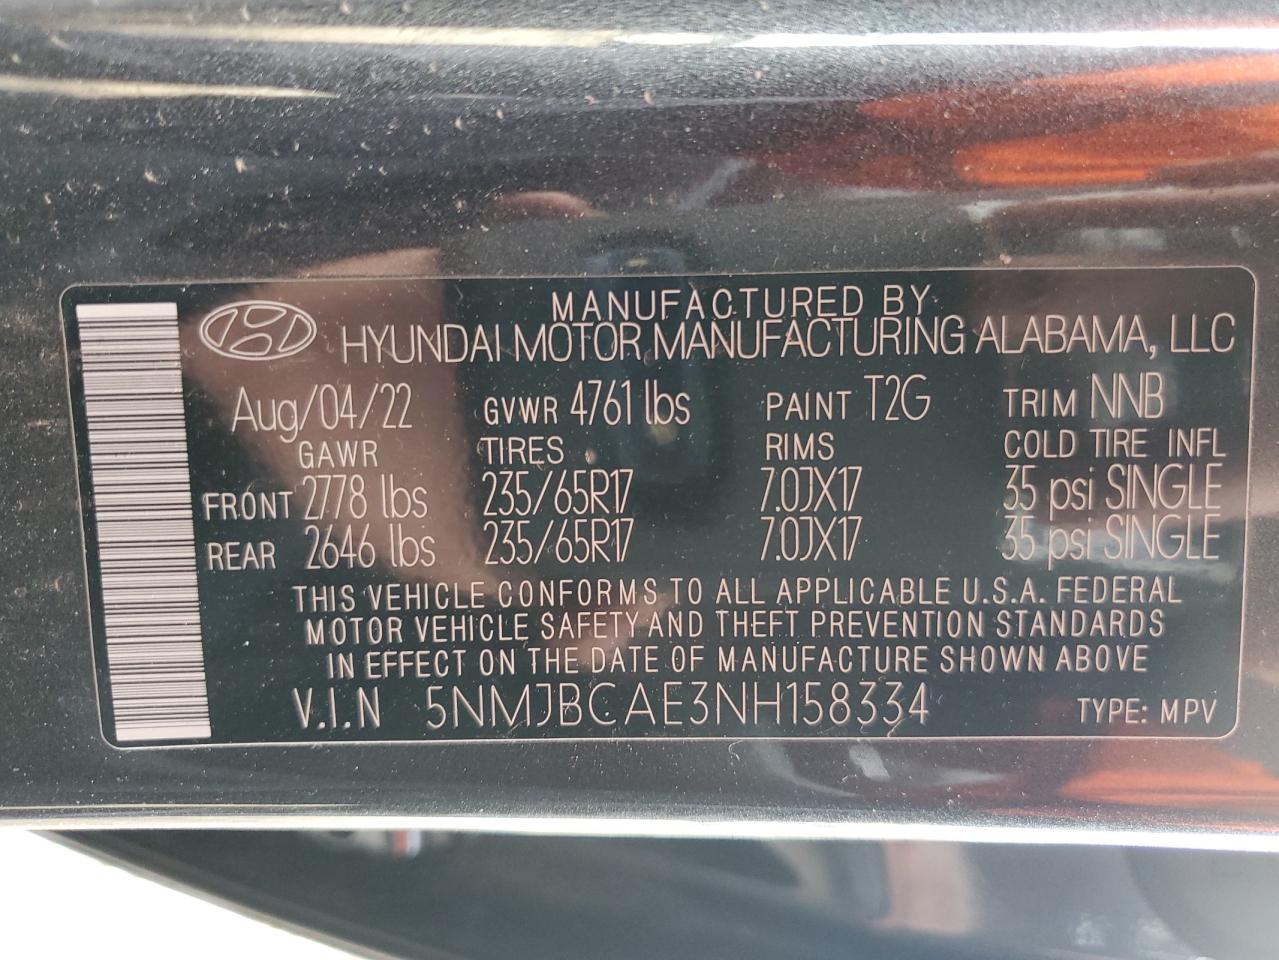 MANUFACTURED BY
HYUNDAI MOTOR MANUFACTURING ALABAMA, LLC
Aug/04/22 GVWR 4761 lbs PAINT T2G TRIM NNB
GAWR TIRES RIMS COLD TIRE INFL
FRONT 2778 lbs 235/65R17 7.0JX17 35 psi SINGLE
REAR 2646 lbs 235/65R17 7.0JX17 35 psi SINGLE
THIS VEHICLE CONFORMS TO ALL APPLICABLE U.S.A. FEDERAL
MOTOR VEHICLE SAFETY AND THEFT PREVENTION STANDARDS
IN EFFECT ON THE DATE OF MANUFACTURE SHOWN ABOVE
V.I.N 5NMJBCAE3NH158334 TYPE: MPV